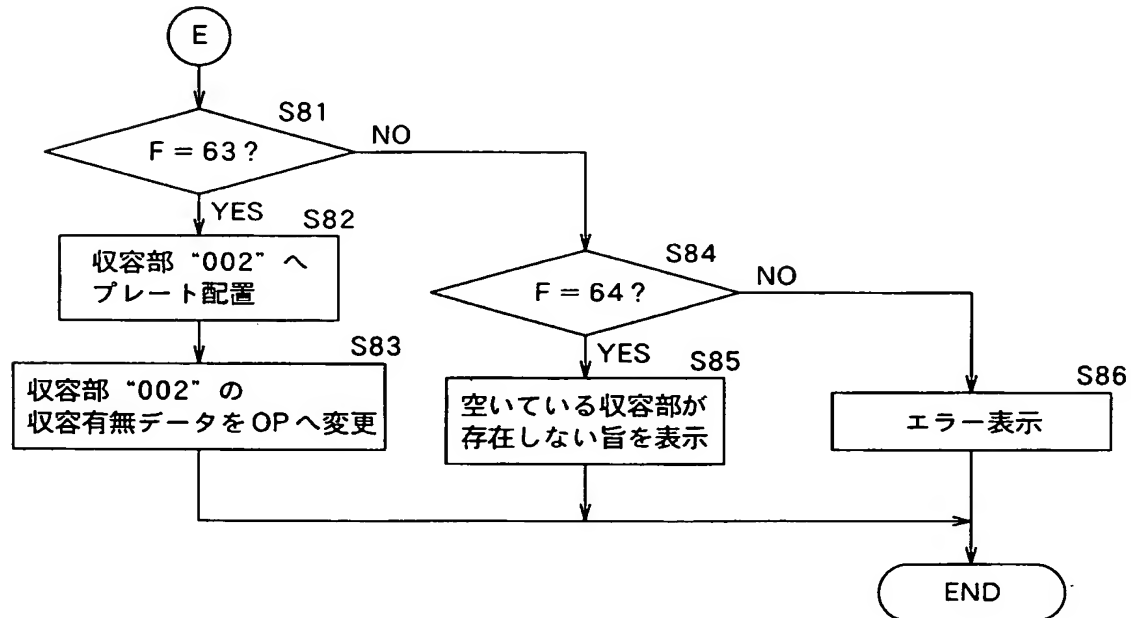 E
S81
F=63?
NO
YES
S82
収容部 “002” へ
プレート配置
S84
F=64?
NO
YES
S83
収容部 “002” の
収容有無データをOPへ変更
S85
空いている収容部が
存在しない旨を表示
S86
エラー表示
END